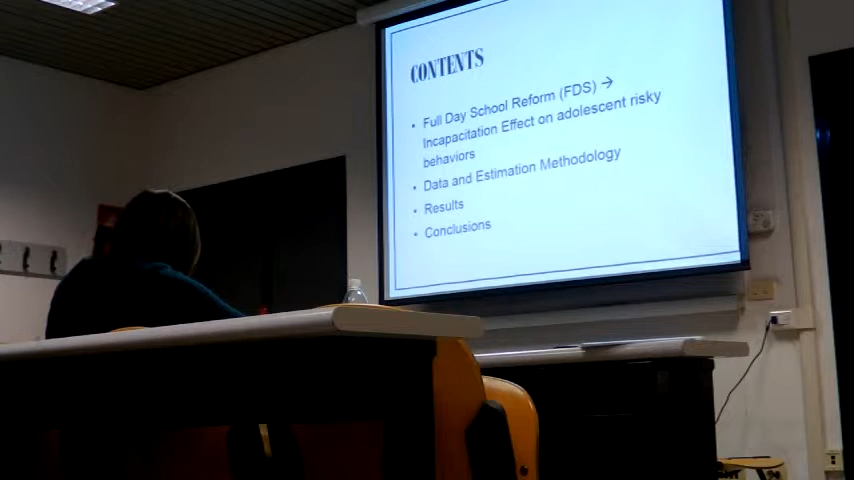 CONTENTS
• Full Day School Reform (FDS) →
Incapacitation Effect on adolescent risky
behaviors
• Data and Estimation Methodology
• Results
• Conclusions